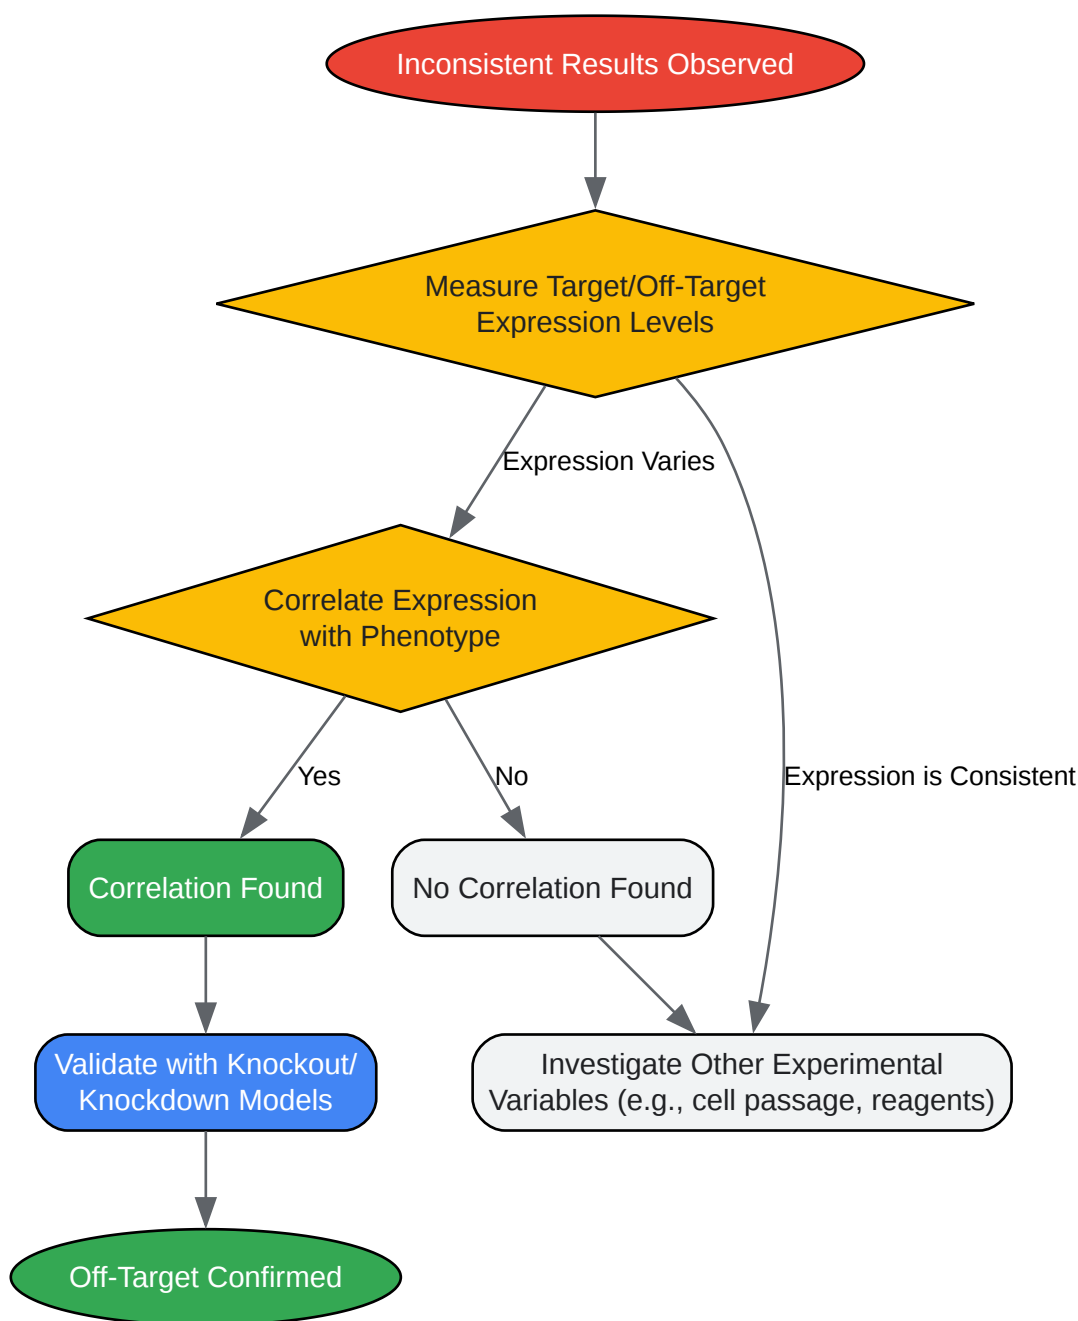 Inconsistent Results Observed
Measure Target/Off-Target
Expression Levels
Expression Varies
Correlate Expression
with Phenotype
Yes
No
Expression is Consistent
Correlation Found
No Correlation Found
Validate with Knockout/
Knockdown Models
Investigate Other Experimental
Variables (e.g., cell passage, reagents)
Off-Target Confirmed